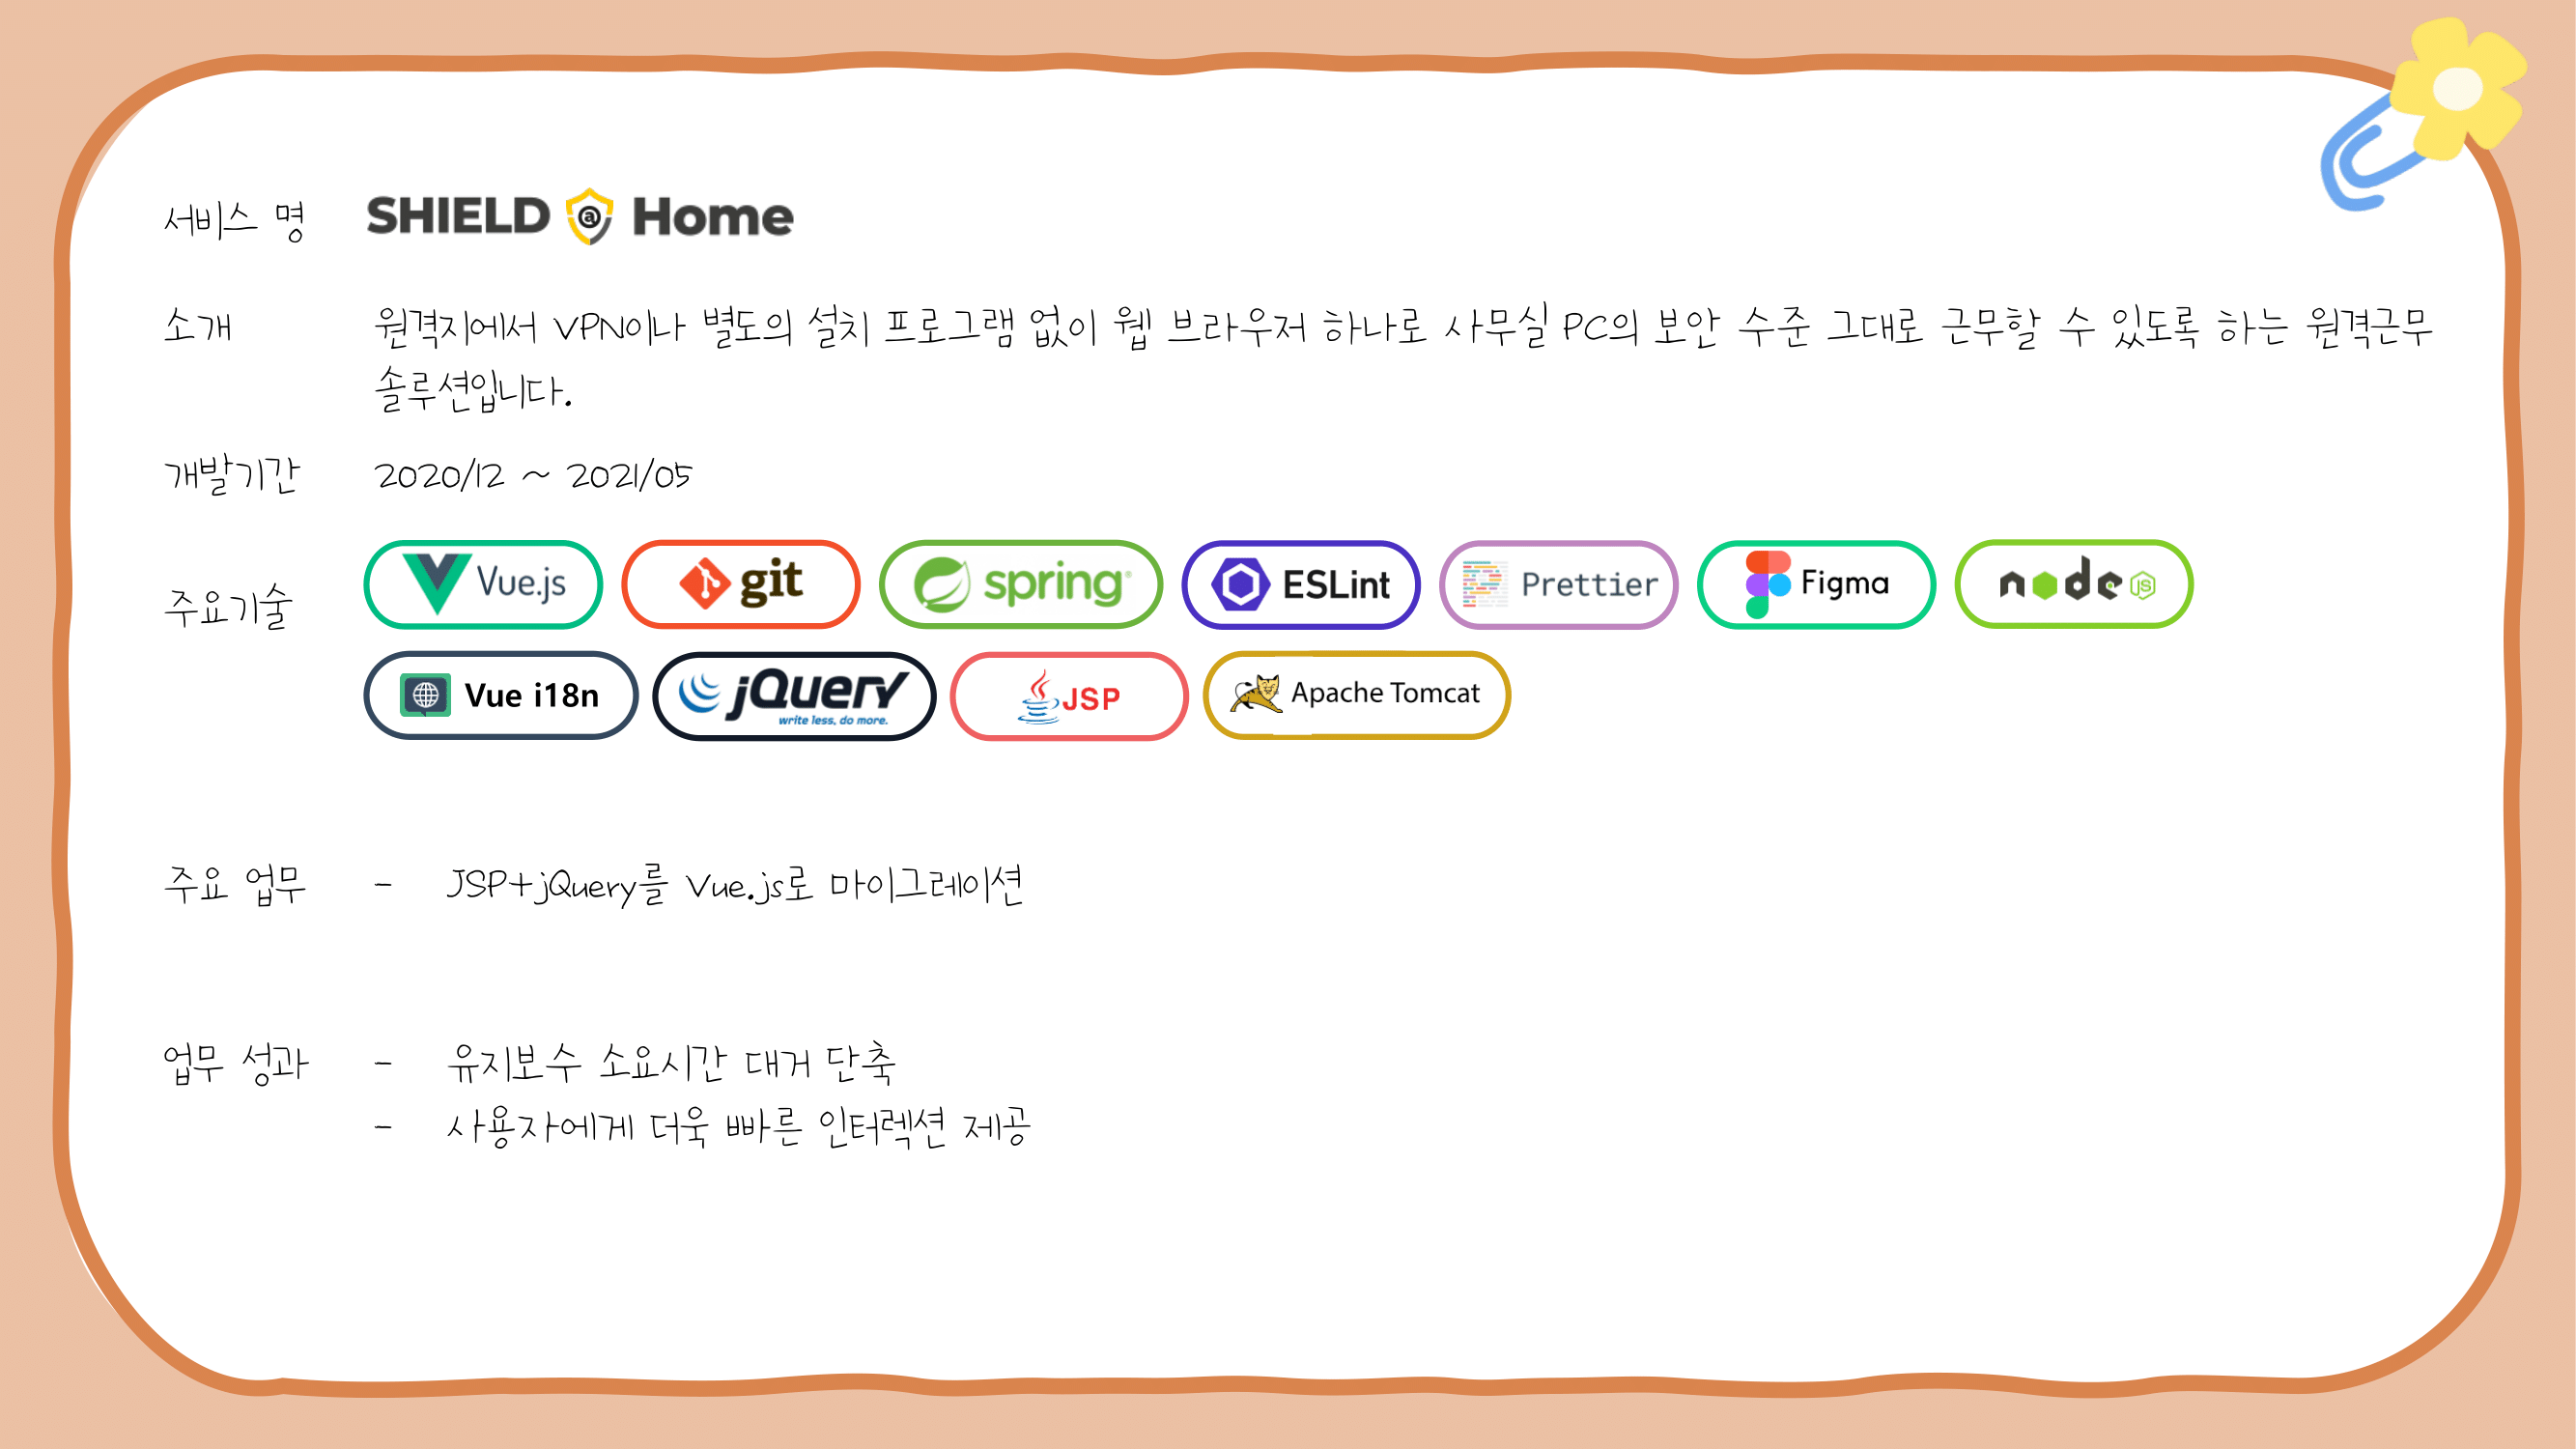 서비스 명 SHIELD @ Home
소개 원격지에서 VPN이나 별도의 설치 프로그램 없이 웹 브라우저 하나로 사무실 PC의 보안 수준 그대로 근무할 수 있도록 하는 원격근무
솔루션입니다.
개발기간 2020/12 ~ 2021/05
주요기술 Vue.js git spring ESLint Prettier Figma node JS
Vue i18n jQuery write less, do more. JSP Apache Tomcat
주요 업무 - JSP+jQuery를 Vue.js로 마이그레이션
업무 성과 - 유지보수 소요시간 대거 단축
- 사용자에게 더욱 빠른 인터렉션 제공